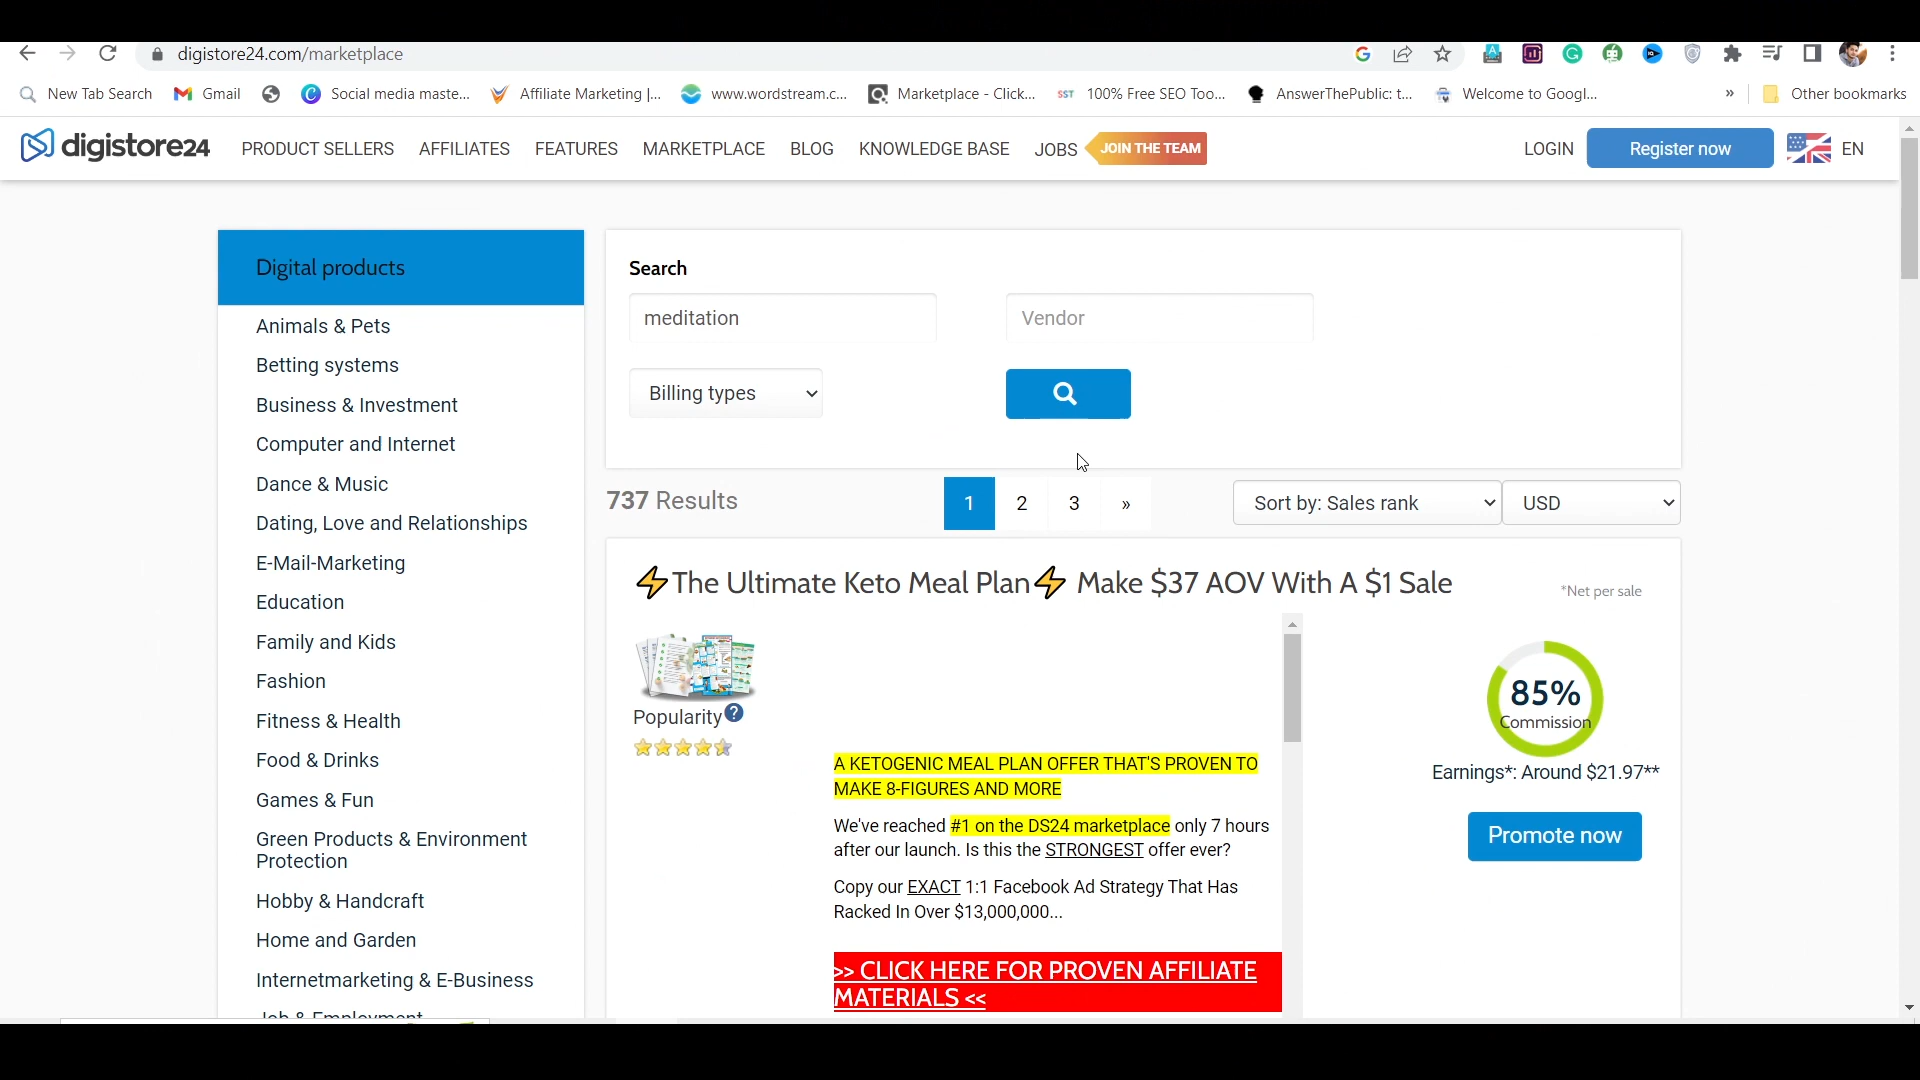 digistore24.com/marketplace
New Tab Search
Gmail
Social media maste...
Affiliate Marketing |...
www.wordstream.c...
Marketplace - Click...
SST
100% Free SEO Too...
AnswerThePublic: t...
Welcome to Googl...
»
Other bookmarks
digistore24
PRODUCT SELLERS
AFFILIATES
FEATURES
MARKETPLACE
BLOG
KNOWLEDGE BASE
JOBS
JOIN THE TEAM
LOGIN
Register now
EN
Digital products
Animals & Pets
Betting systems
Business & Investment
Computer and Internet
Dance & Music
Dating, Love and Relationships
E-Mail-Marketing
Education
Family and Kids
Fashion
Fitness & Health
Food & Drinks
Games & Fun
Green Products & Environment
Protection
Hobby & Handcraft
Home and Garden
Internetmarketing & E-Business
Job & Employment
Search
meditation
Vendor
Billing types
737 Results
1
2
3
»
Sort by: Sales rank
USD
⚡The Ultimate Keto Meal Plan⚡ Make $37 AOV With A $1 Sale
*Net per sale
Popularity
?
A KETOGENIC MEAL PLAN OFFER THAT'S PROVEN TO
MAKE 8-FIGURES AND MORE
We've reached #1 on the DS24 marketplace only 7 hours
after our launch. Is this the STRONGEST offer ever?
Copy our EXACT 1:1 Facebook Ad Strategy That Has
Racked In Over $13,000,000...
>> CLICK HERE FOR PROVEN AFFILIATE
MATERIALS <<
85%
Commission
Earnings*: Around $21.97**
Promote now